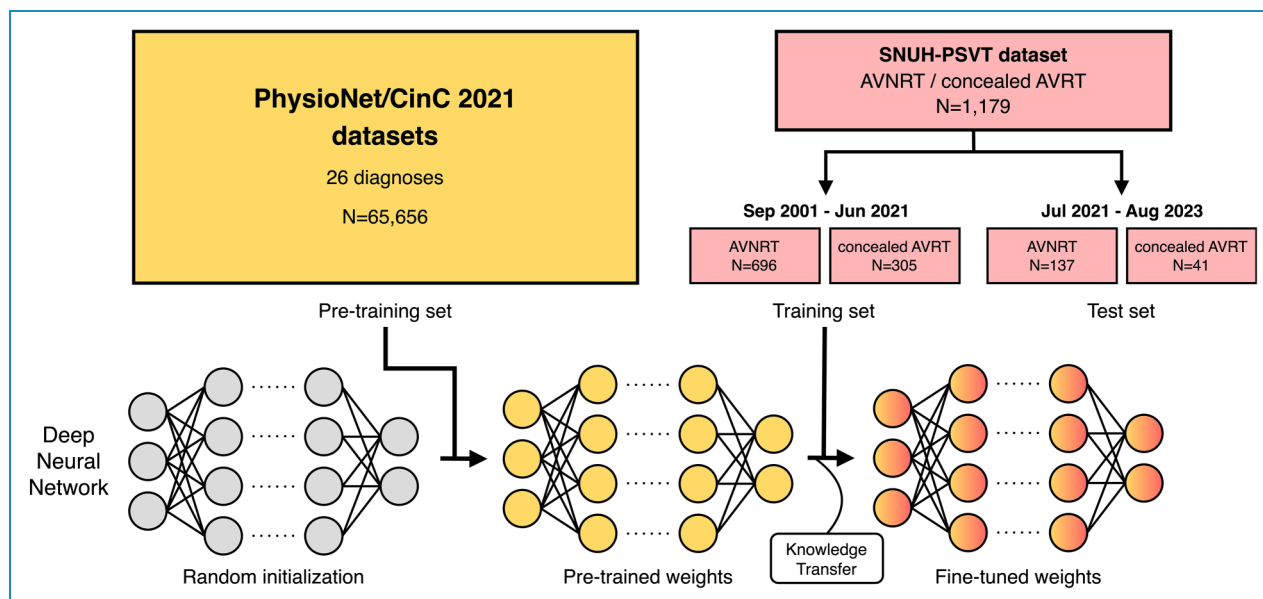 PhysioNet/CinC 2021
datasets
26 diagnoses
N=65,656
SNUH-PSVT dataset
AVNRT / concealed AVRT
N=1,179
Sep 2001 - Jun 2021
Jul 2021 - Aug 2023
AVNRT
N=696
concealed AVRT
N=305
AVNRT
N=137
concealed AVRT
N=41
Pre-training set
Training set
Test set
Deep
Neural
Network
Random initialization
Pre-trained weights
Knowledge
Transfer
Fine-tuned weights